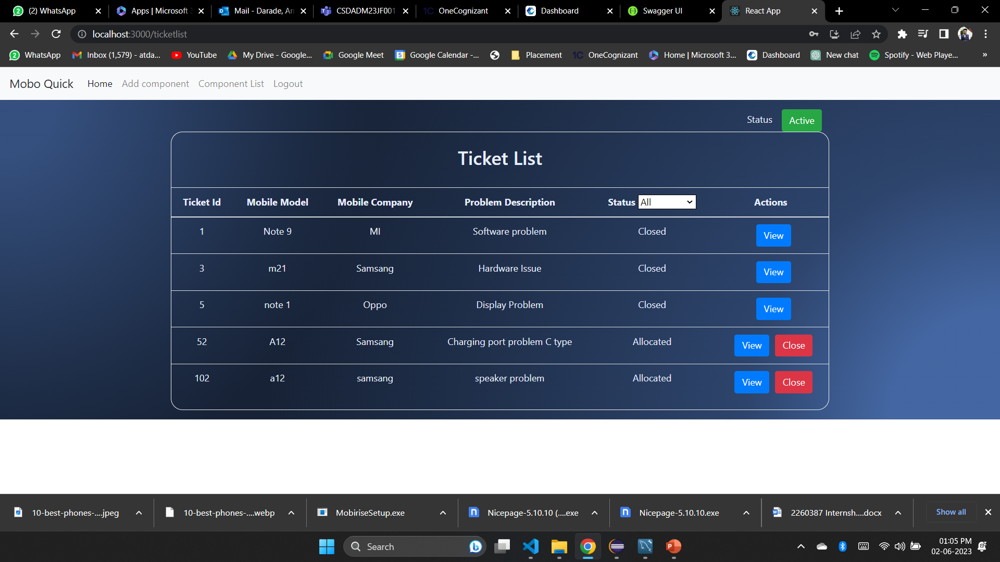 (2) WhatsApp
Apps | Microsoft 3
Mail - Darade, An
CSDADM23JF001
1C OneCognizant
Dashboard
Swagger UI
React App
localhost:3000/ticketlist
2 WhatsApp
Inbox (1,579) - atda...
YouTube
My Drive - Google...
Google Meet
5 Google Calendar -...
Placement
1C OneCognizant
Home | Microsoft 3...
Dashboard
New chat
Spotify - Web Playe...
»
Mobo Quick Home Add component Component List Logout
Status Active
Ticket List
Ticket Id Mobile Model Mobile Company Problem Description Status All Actions
1 Note 9 MI Software problem Closed View
3 m21 Samsang Hardware Issue Closed View
5 note 1 Oppo Display Problem Closed View
52 A12 Samsang Charging port problem C type Allocated View Close
102 a12 samsang speaker problem Allocated View Close
10-best-phones-....jpeg
10-best-phones-....webp
MobiriseSetup.exe
Nicepage-5.10.10 (....exe
Nicepage-5.10.10.exe
2260387 Internsh....docx
Show all
Search
01:05 PM
02-06-2023